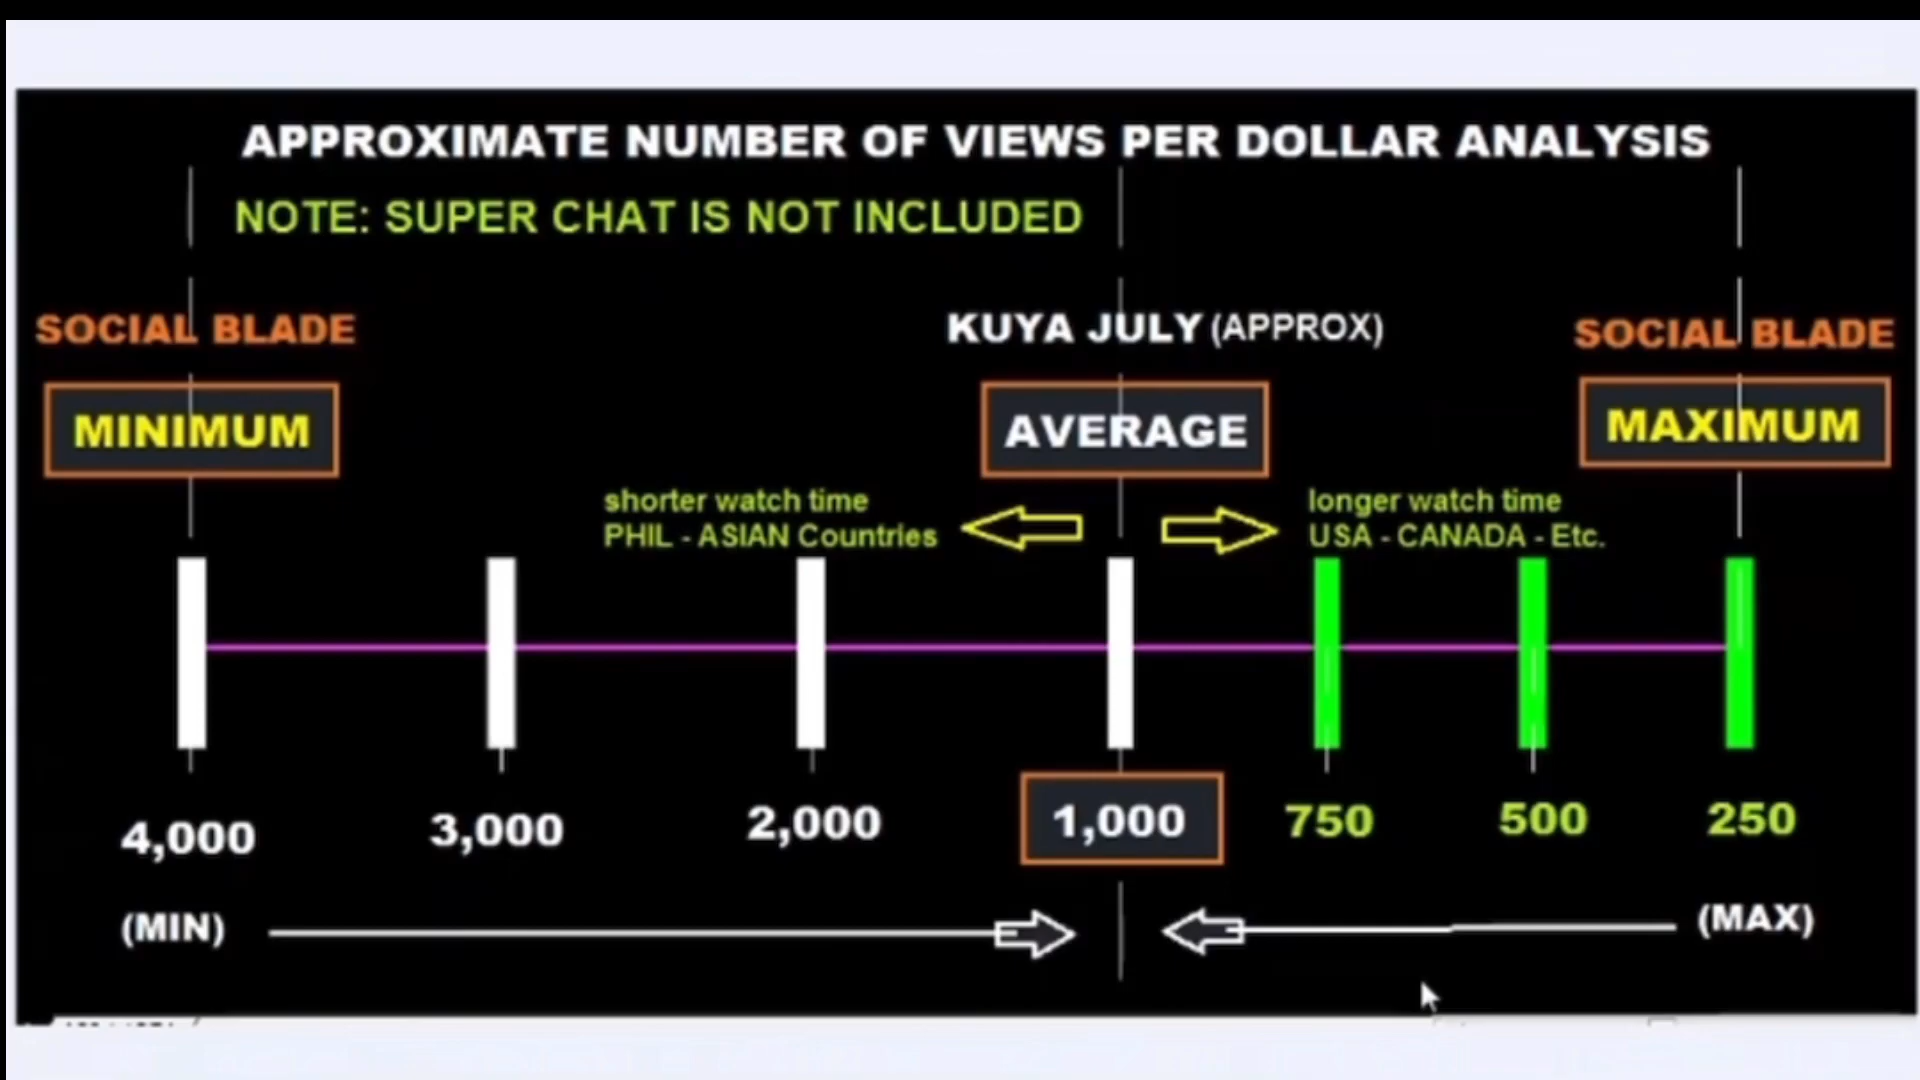 APPROXIMATE NUMBER OF VIEWS PER DOLLAR ANALYSIS
NOTE: SUPER CHAT IS NOT INCLUDED
SOCIAL BLADE
KUYA JULY (APPROX)
SOCIAL BLADE
MINIMUM
AVERAGE
MAXIMUM
shorter watch time
PHIL - ASIAN Countries
longer watch time
USA - CANADA - Etc.
4,000
3,000
2,000
1,000
750
500
250
(MIN)
(MAX)